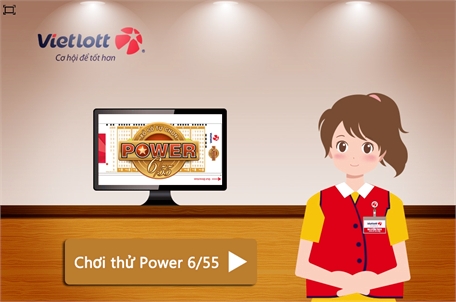 Vietlott
Cơ hội để tốt hơn
POWER
6/55
Chơi thử Power 6/55